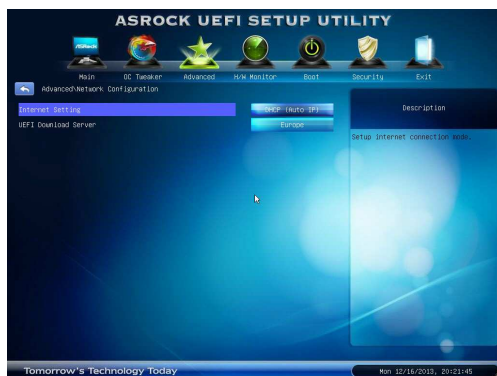 ASROCK UEFI SETUP UTILITY
ASRock
Main
OC Tweaker
Advanced
H/W Monitor
Boot
Security
Exit
Advanced\Network Configuration
Internet Setting
DHCP (Auto IP)
UEFI Download Server
Europe
Description
Setup internet connection mode.
Tomorrow's Technology Today
Mon 12/16/2013, 20:21:45